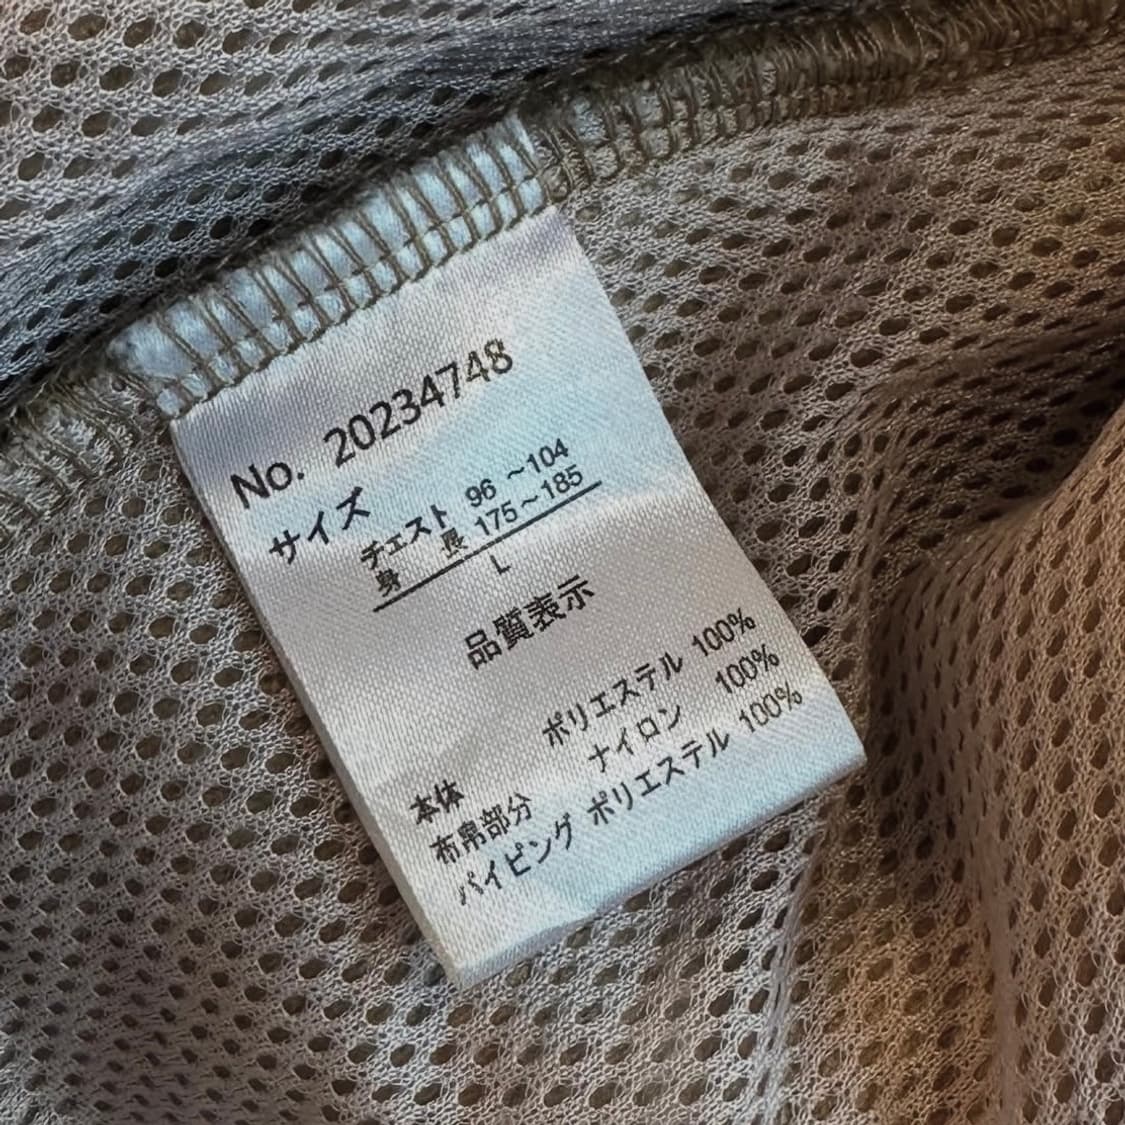 No. 20234748
サイズ
チェスト 96 ～104
身 長 175～185
L
品質表示
本体 ポリエステル 100%
布帛部分 ナイロン 100%
パイピング ポリエステル 100%